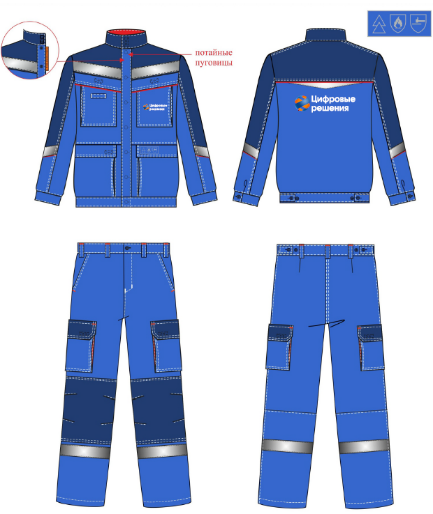 потайные
пуговицы
Цифровые
решения
Цифровые
решения